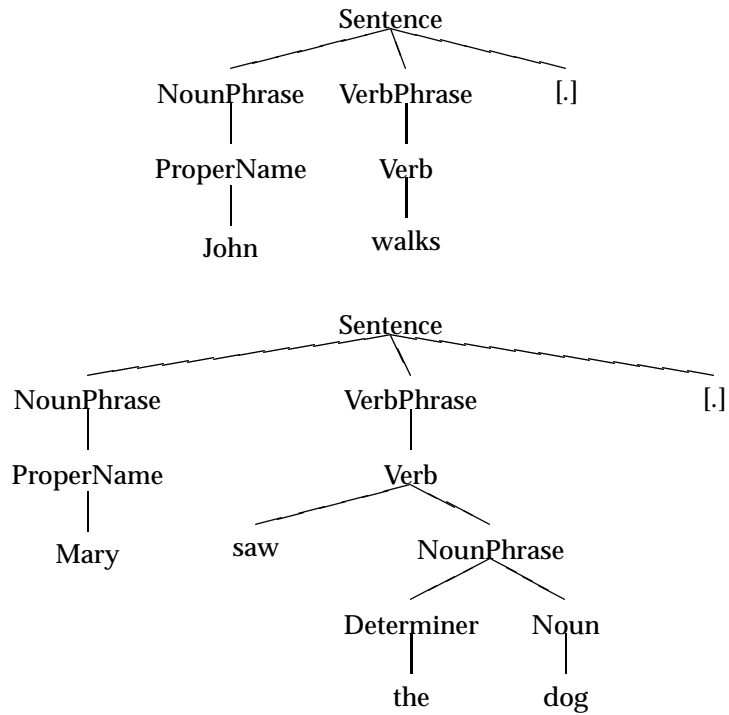 Sentence
NounPhrase VerbPhrase [.]
ProperName Verb
John walks
Sentence
NounPhrase VerbPhrase [.]
ProperName Verb
Mary saw NounPhrase
Determiner Noun
the dog